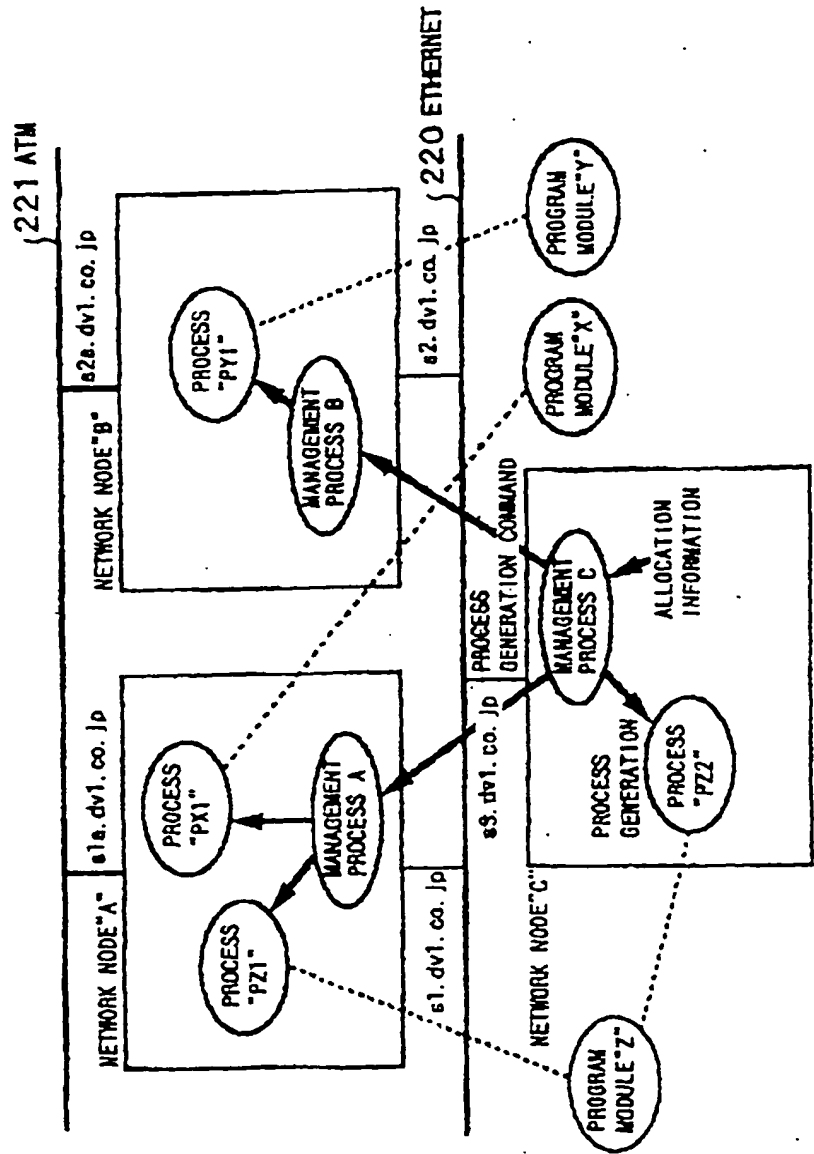 221 ATM
NETWORK NODE"A"
s1a.dv1.co.jp
NETWORK NODE"B"
s2a.dv1.co.jp
PROCESS
"PZ1"
PROCESS
"PX1"
MANAGEMENT
PROCESS A
PROCESS
"PY1"
MANAGEMENT
PROCESS B
s1.dv1.co.jp
s2.dv1.co.jp
220 ETHERNET
NETWORK NODE"C"
s3.dv1.co.jp
PROCESS
GENERATION COMMAND
PROGRAM
MODULE"Z"
PROCESS
GENERATION
MANAGEMENT
PROCESS C
PROCESS
"PZ2"
ALLOCATION
INFORMATION
PROGRAM
MODULE"X"
PROGRAM
MODULE"Y"